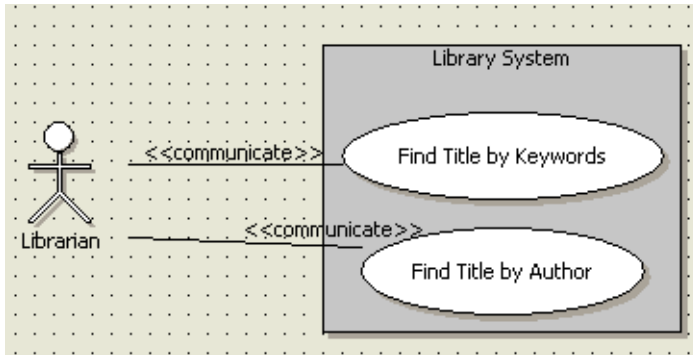 Library System
<<communicate>>
Find Title by Keywords
Librarian
<<communicate>>
Find Title by Author